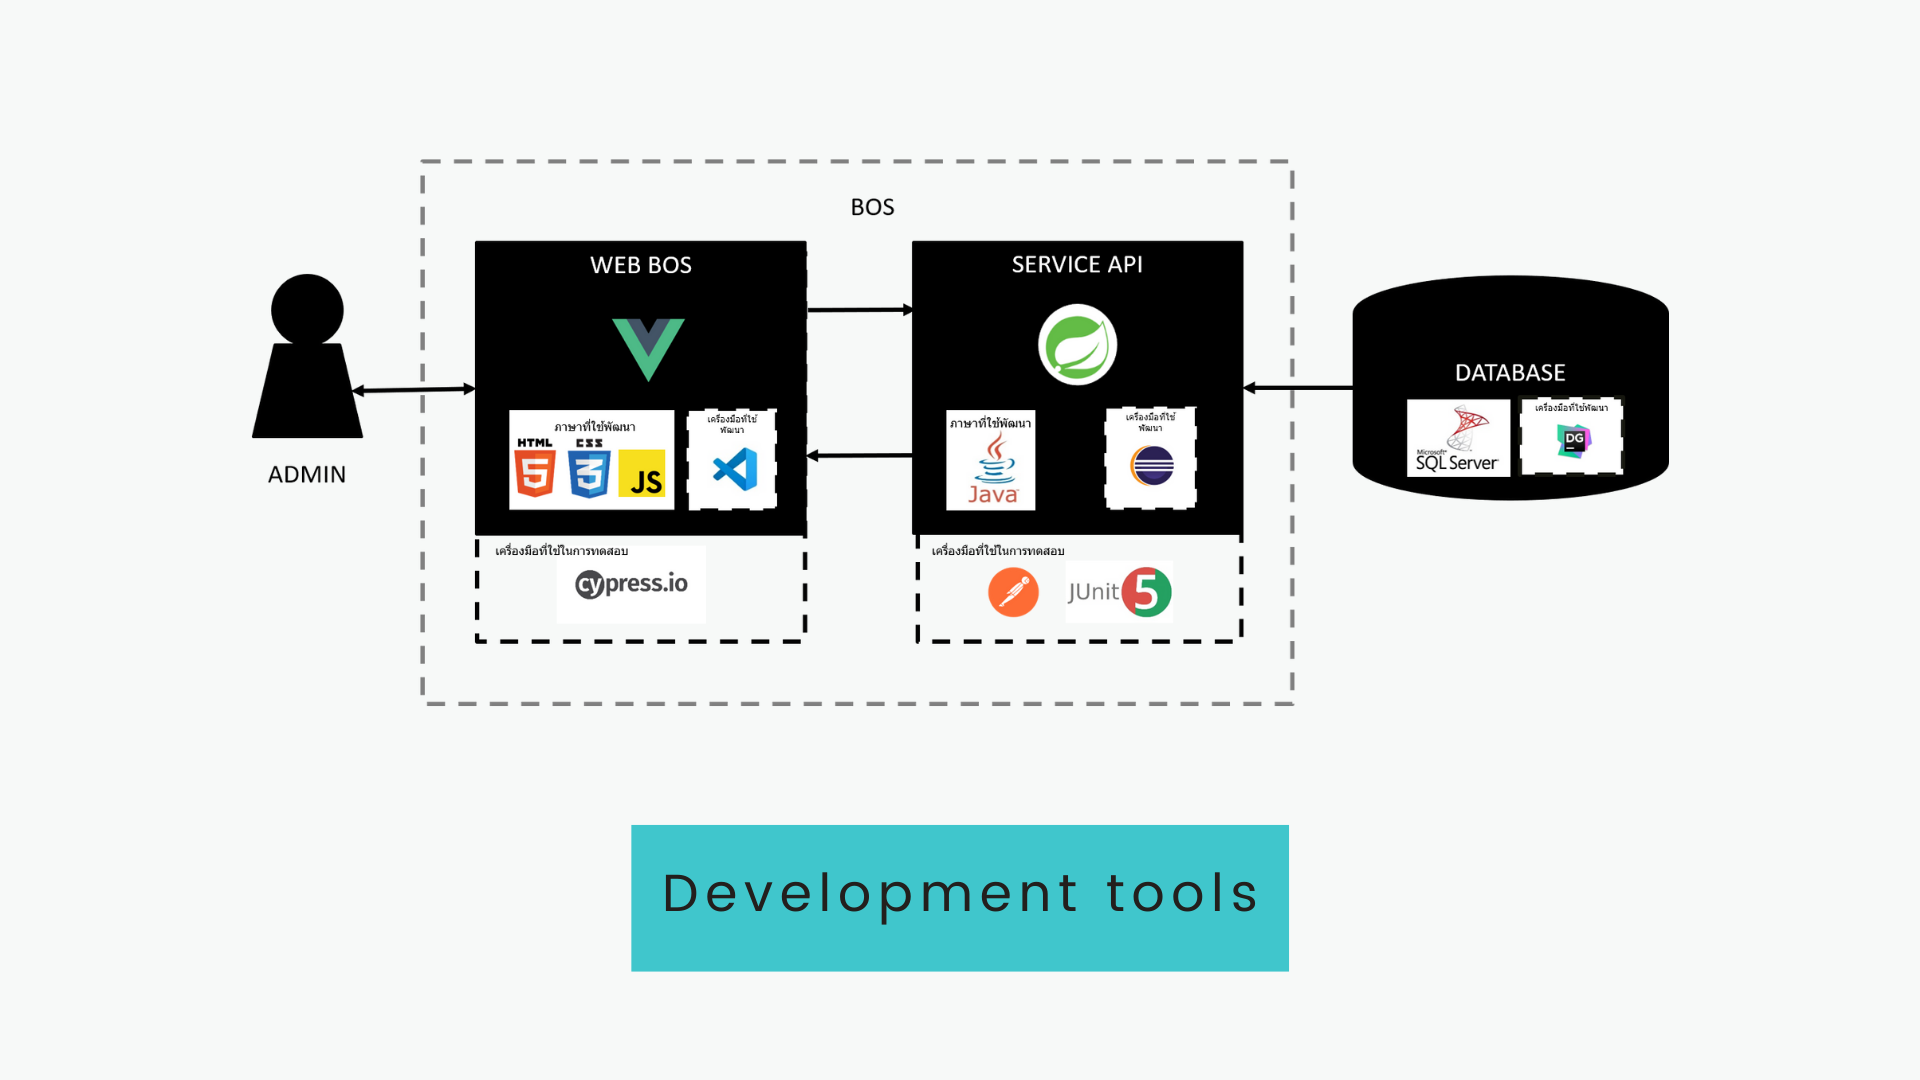 BOS
WEB BOS
SERVICE API
ADMIN
DATABASE
ภาษาที่ใช้พัฒนา
HTML
5
CSS
3
JS
เครื่องมือที่ใช้
พัฒนา
ภาษาที่ใช้พัฒนา
Java
เครื่องมือที่ใช้
พัฒนา
Microsoft
SQL Server
เครื่องมือที่ใช้พัฒนา
DG
เครื่องมือที่ใช้ในการทดสอบ
cypress.io
เครื่องมือที่ใช้ในการทดสอบ
JUnit 5
Development tools